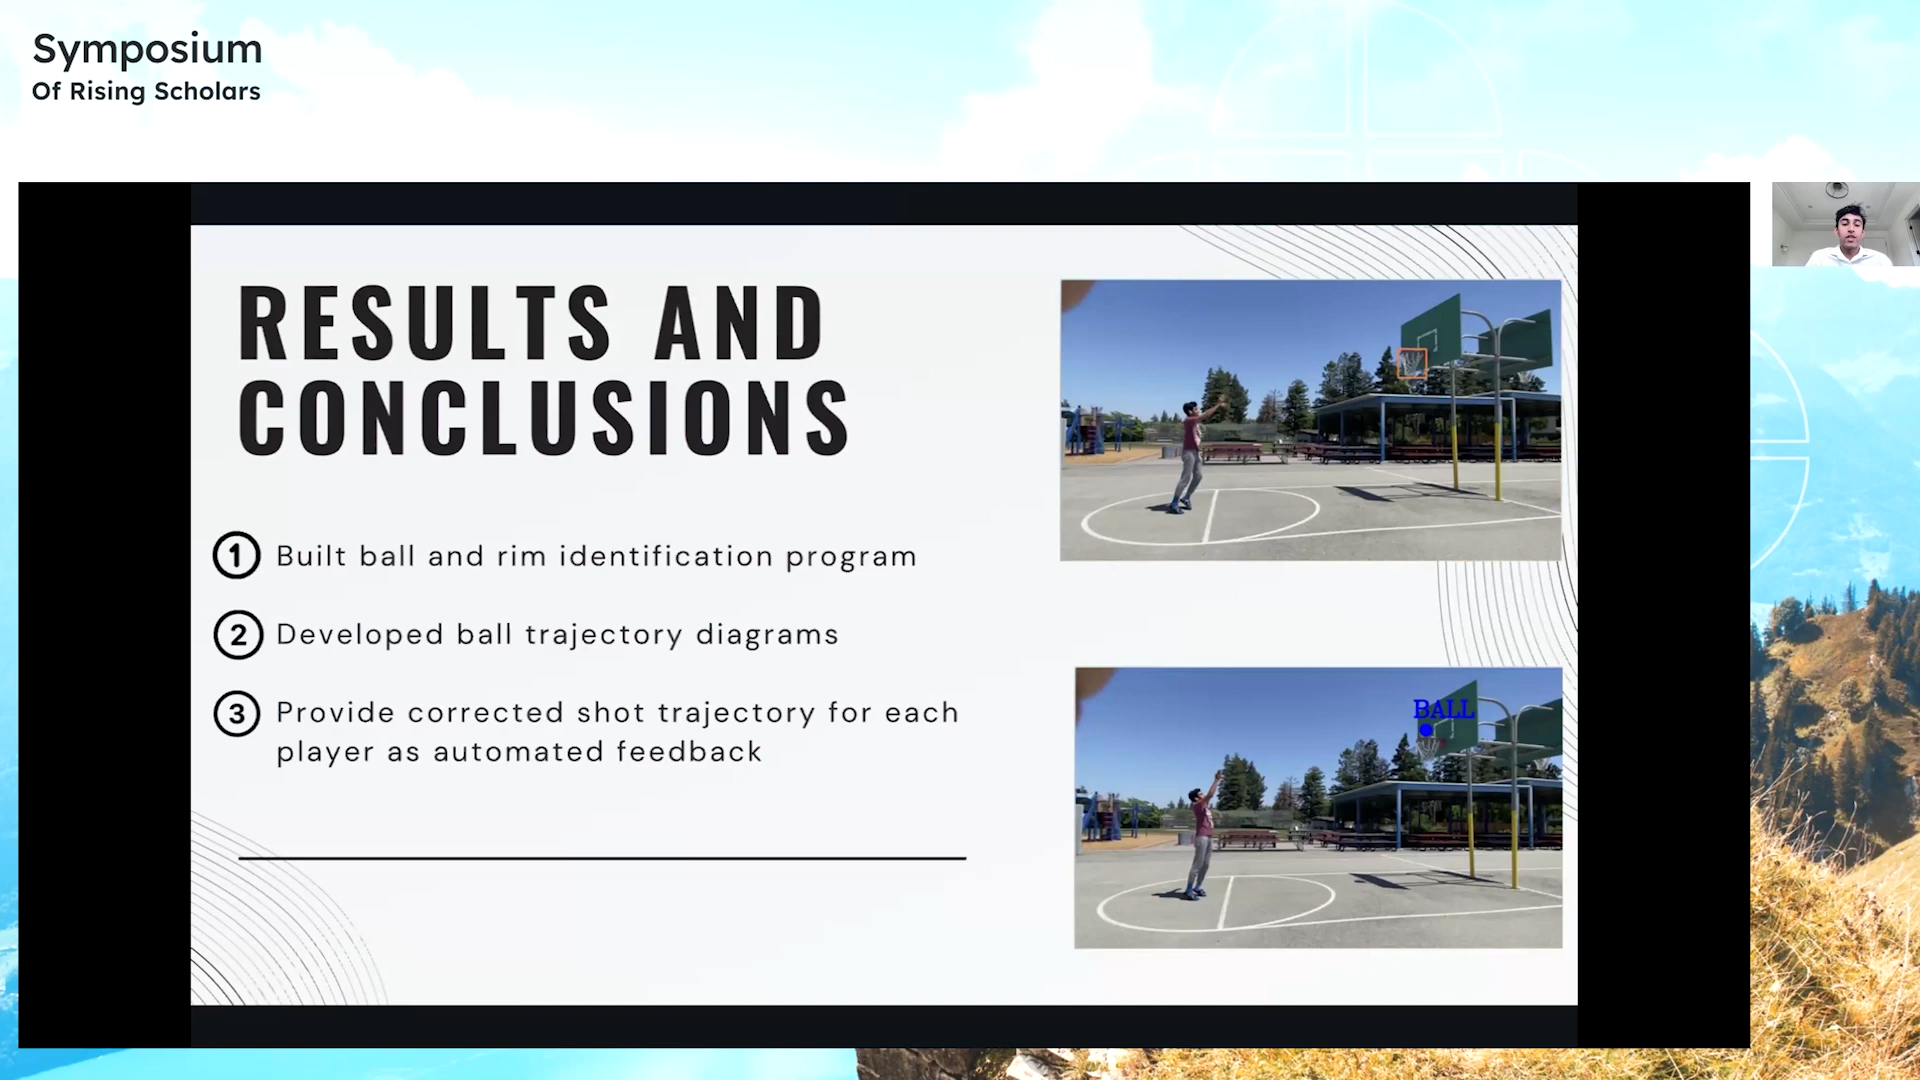 Symposium
Of Rising Scholars
RESULTS AND
CONCLUSIONS
1 Built ball and rim identification program
2 Developed ball trajectory diagrams
3 Provide corrected shot trajectory for each
player as automated feedback
BALL